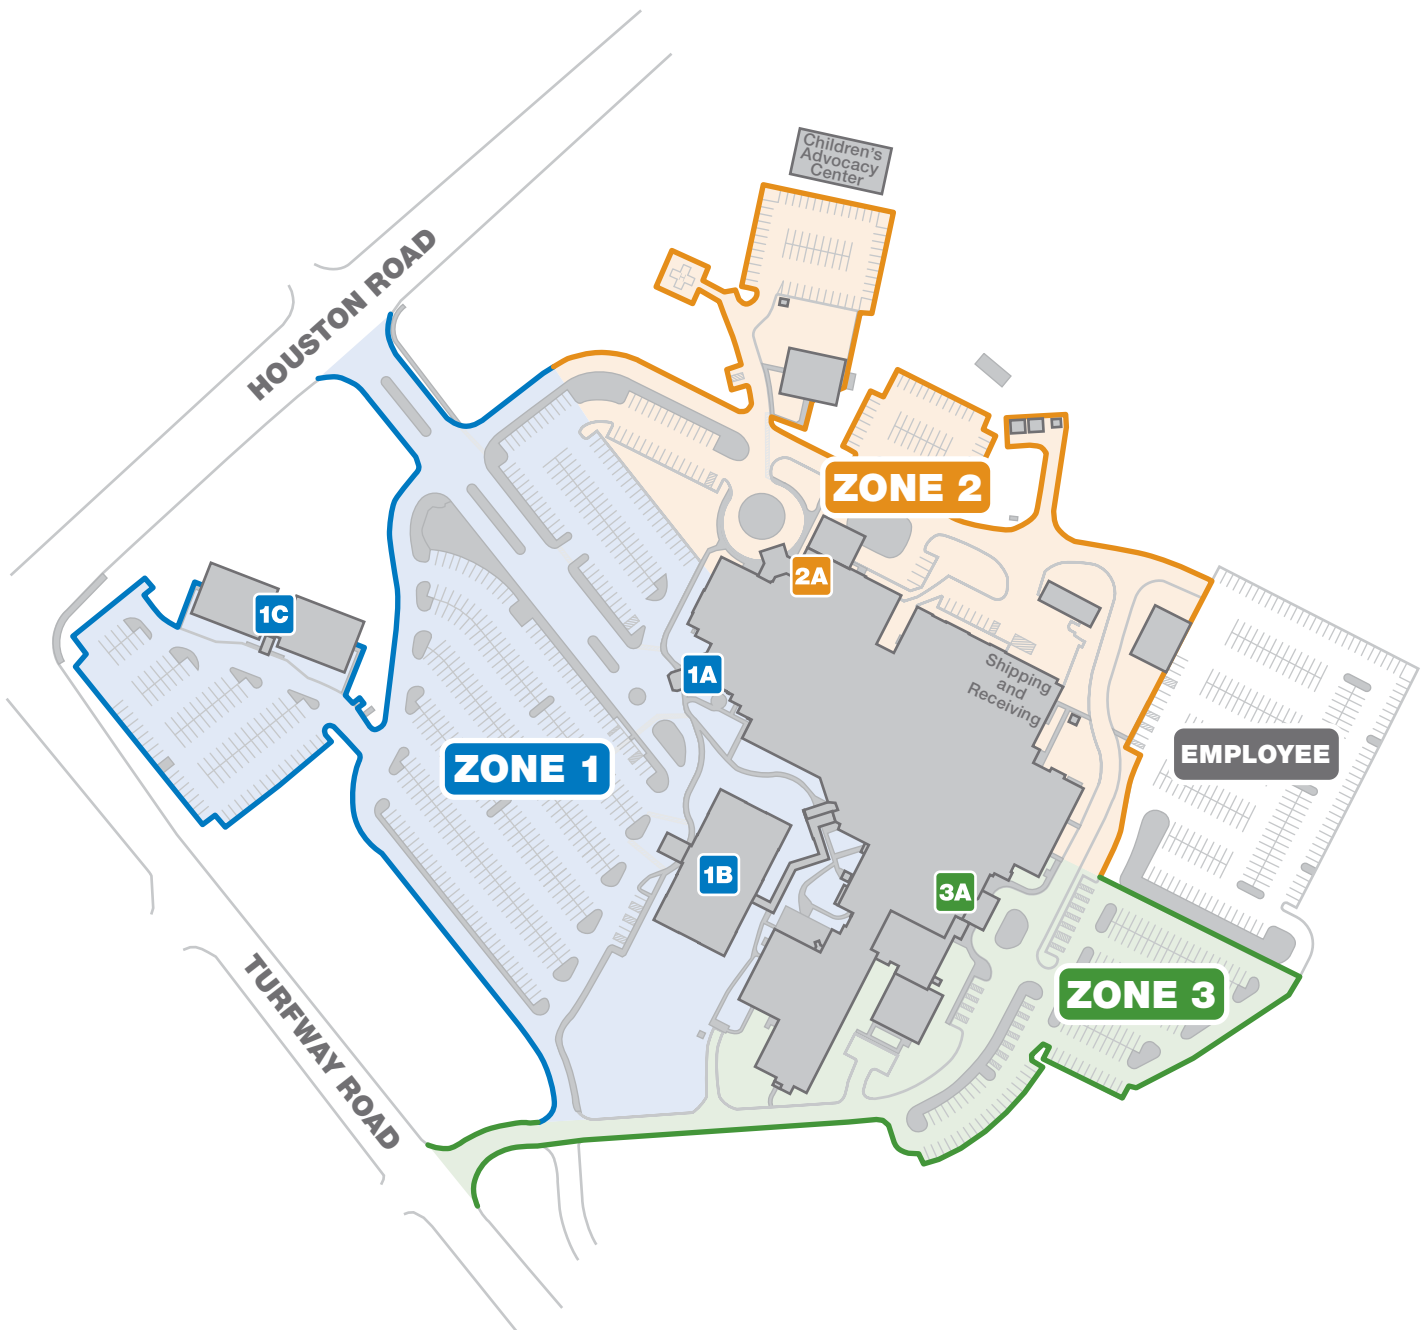 Children's
Advocacy
Center
HOUSTON ROAD
ZONE 2
2A
1C
1A
Shipping
and
Receiving
EMPLOYEE
ZONE 1
1B
3A
ZONE 3
TURFWAY ROAD